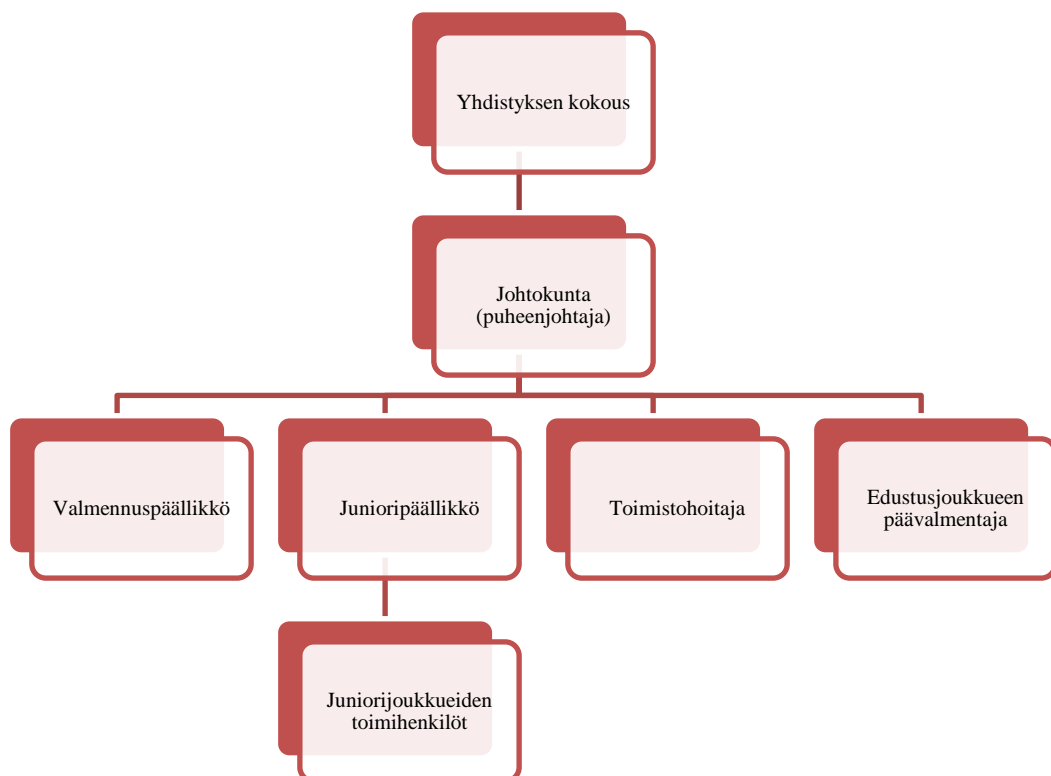 Yhdistyksen kokous
Johtokunta
(puheenjohtaja)
Valmennuspäällikkö
Junioripäällikkö
Toimistohoitaja
Edustusjoukkueen
päävalmentaja
Juniorijoukkueiden
toimihenkilöt